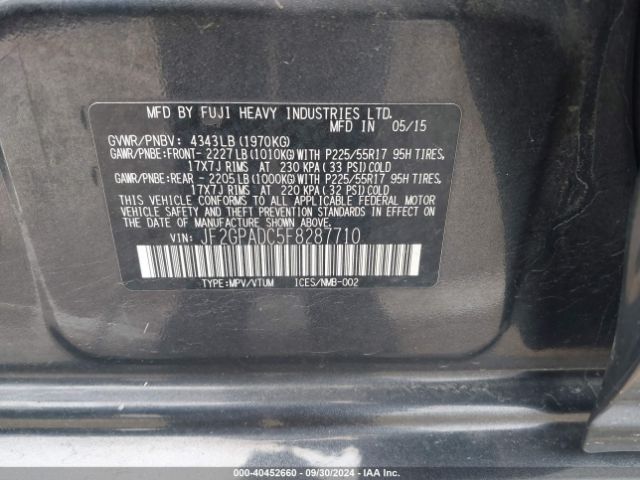 MFD BY FUJI HEAVY INDUSTRIES LTD.
MFD IN 05/15
GVWR/PNBV: 4343LB (1970KG)
GAWR/PNBE:FRONT- 2227LB (1010KG) WITH P225/55R17 95H TIRES,
17X7J RIMS AT 230 KPA (33 PSI) COLD
GAWR/PNBE:REAR - 2205LB (1000KG) WITH P225/55R17 95H TIRES,
17X7J RIMS AT 220 KPA (32 PSI) COLD
THIS VEHICLE CONFORMS TO ALL APPLICABLE FEDERAL MOTOR
VEHICLE SAFETY AND THEFT PREVENTION STANDARDS IN EFFECT
ON THE DATE OF MANUFACTURE SHOWN ABOVE.
VIN: JF2GPADC5F8287710
TYPE:MPV/VTUM ICES/NMB-002
000-40452660 - 09/30/2024 - IAA Inc.